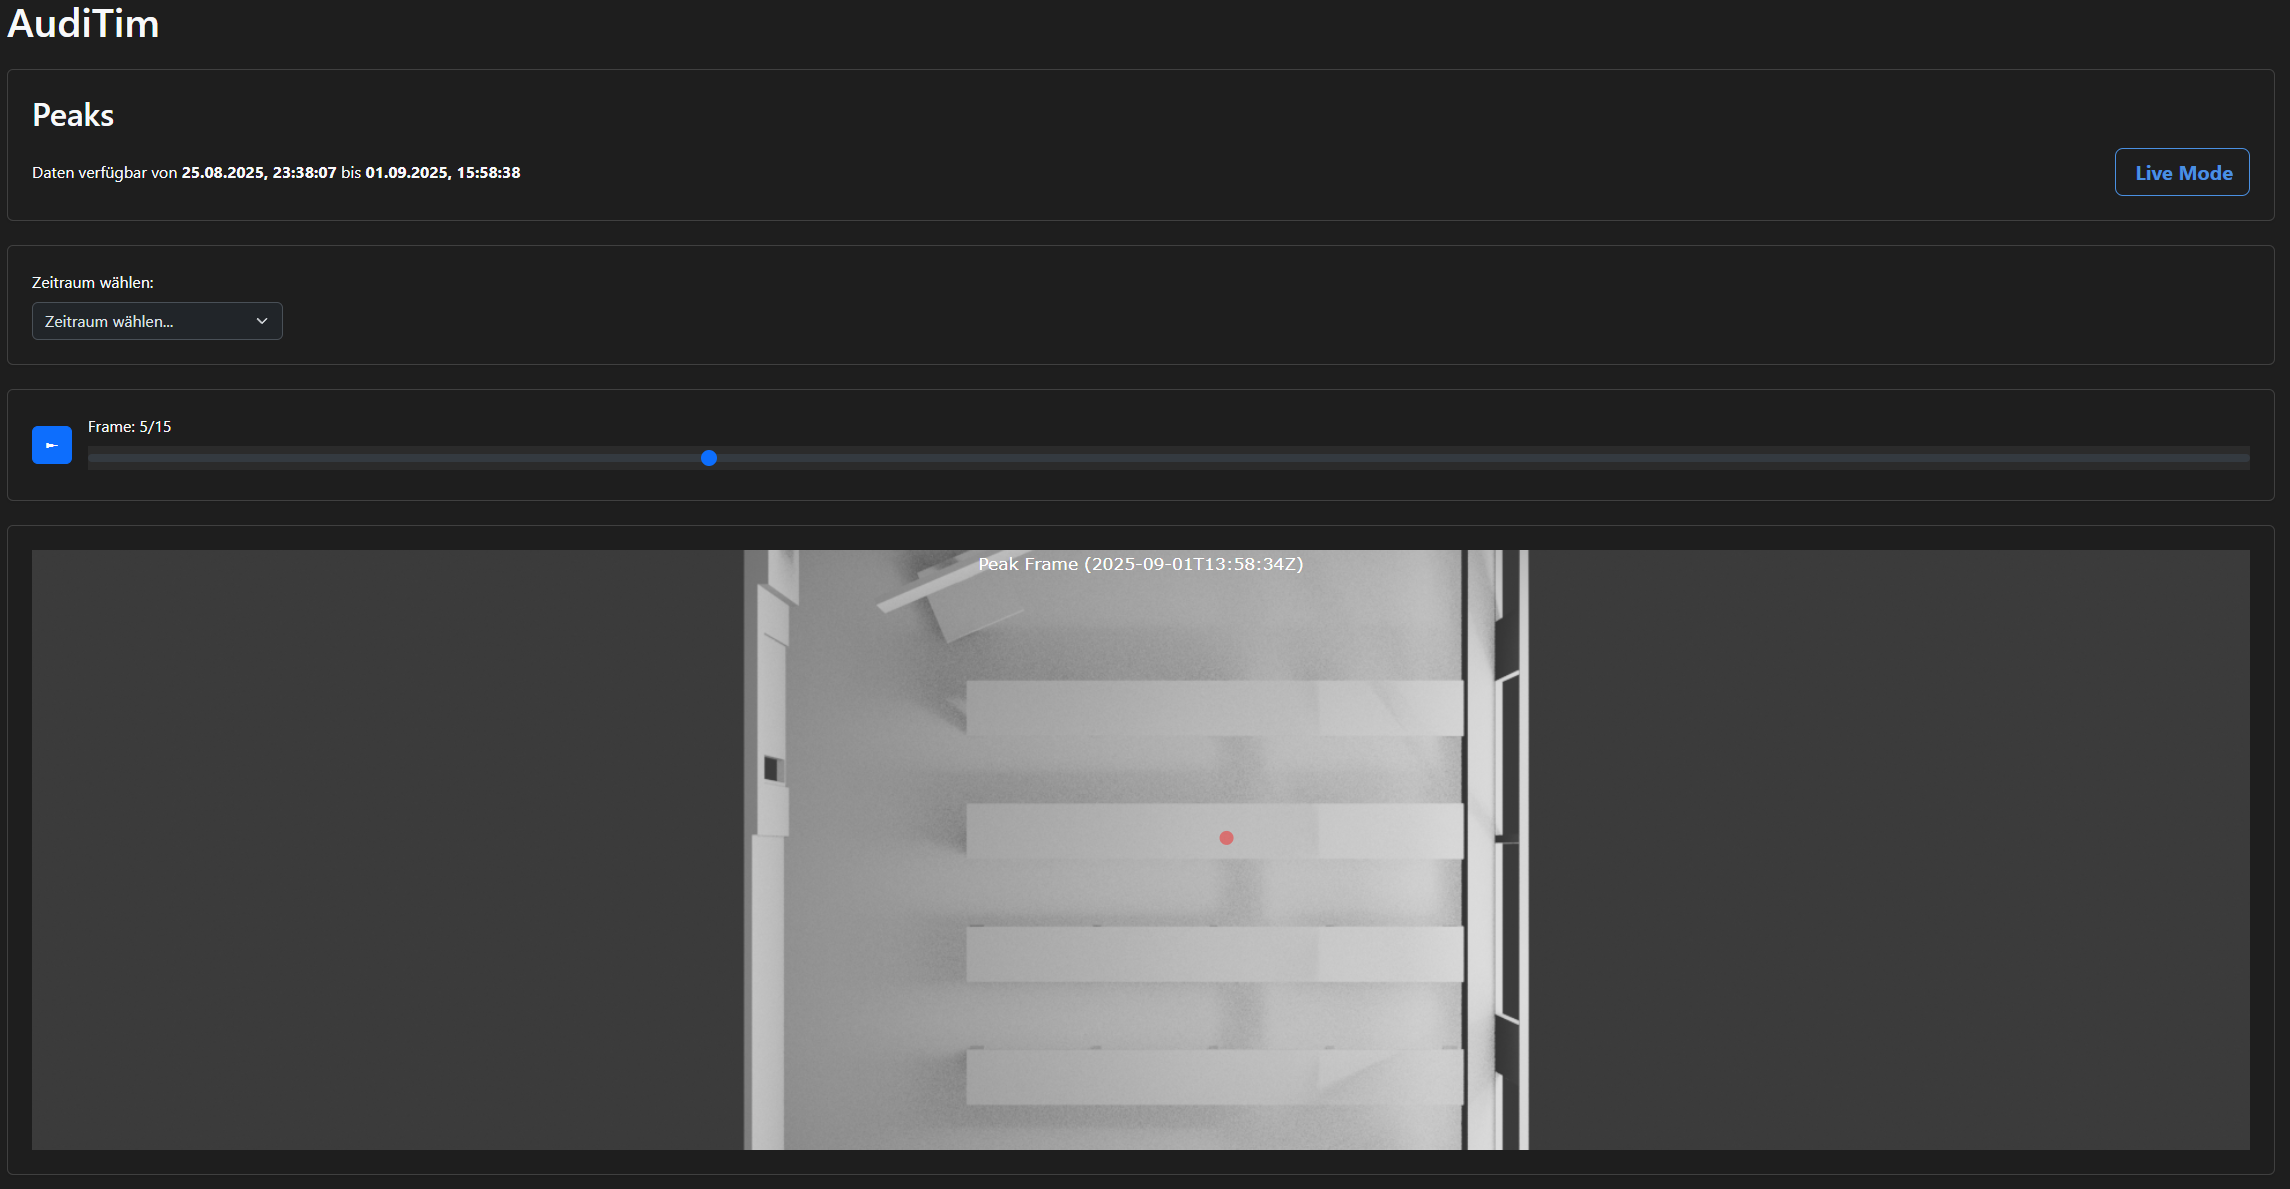 AudiTim
Peaks
Daten verfügbar von 25.08.2025, 23:38:07 bis 01.09.2025, 15:58:38
Live Mode
Zeitraum wählen:
Zeitraum wählen...
Frame: 5/15
Peak Frame (2025-09-01T13:58:34Z)